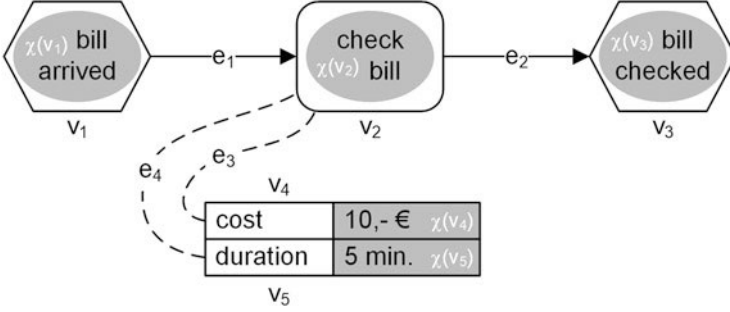 χ(v₁) bill
arrived
e₁
check
χ(v₂) bill
e₂
χ(v₃) bill
checked
v₁
v₂
v₃
e₄
e₃
v₄
cost 10,- € χ(v₄)
duration 5 min. χ(v₅)
v₅